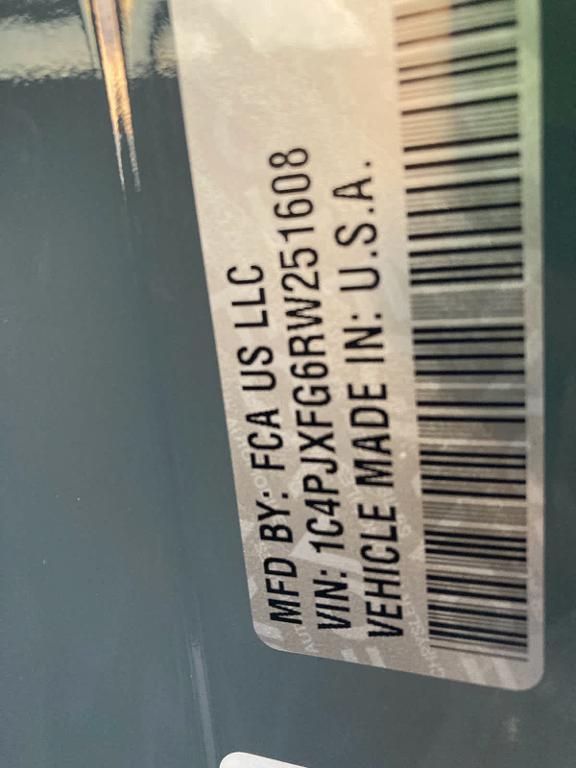 MFD BY: FCA US LLC
VIN: 1C4PJXFG6RW251608
VEHICLE MADE IN: U.S.A.